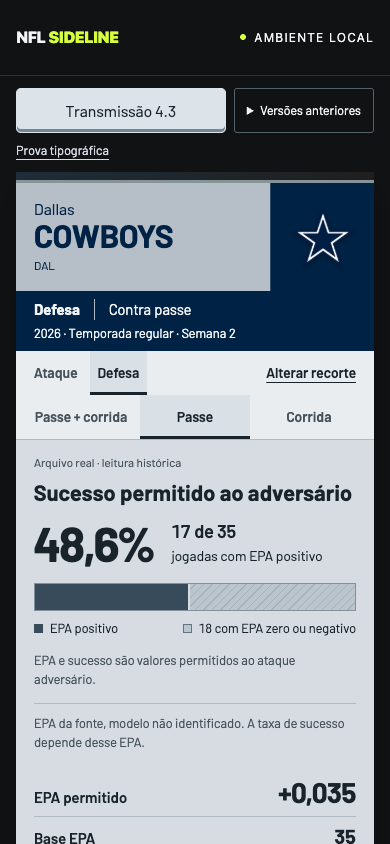 NFL SIDELINE
AMBIENTE LOCAL
Transmissão 4.3
Versões anteriores
Prova tipográfica
Dallas
COWBOYS
DAL
Defesa | Contra passe
2026 · Temporada regular · Semana 2
Ataque Defesa Alterar recorte
Passe + corrida Passe Corrida
Arquivo real · leitura histórica
Sucesso permitido ao adversário
48,6% 17 de 35
jogadas com EPA positivo
EPA positivo 18 com EPA zero ou negativo
EPA e sucesso são valores permitidos ao ataque
adversário.
EPA da fonte, modelo não identificado. A taxa de sucesso
depende desse EPA.
EPA permitido +0,035
Base EPA 35